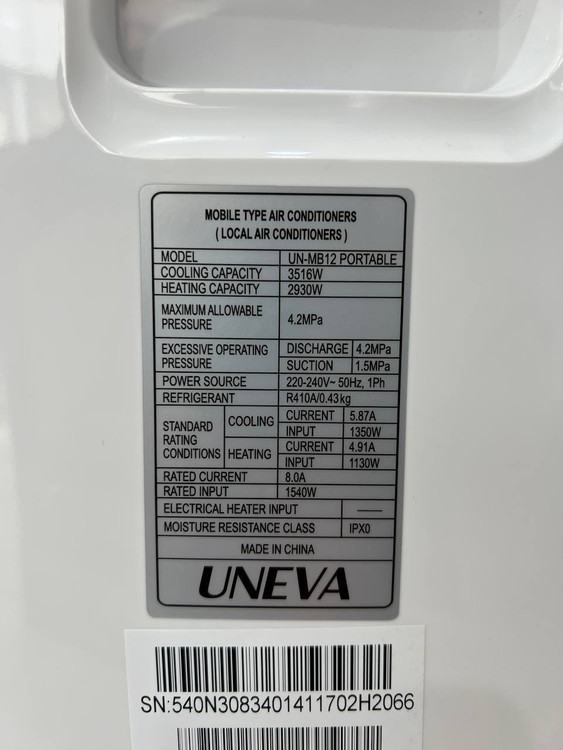 MOBILE TYPE AIR CONDITIONERS
( LOCAL AIR CONDITIONERS )
MODEL UN-MB12 PORTABLE
COOLING CAPACITY 3516W
HEATING CAPACITY 2930W
MAXIMUM ALLOWABLE
PRESSURE 4.2MPa
EXCESSIVE OPERATING
PRESSURE
DISCHARGE 4.2MPa
SUCTION 1.5MPa
POWER SOURCE 220-240V~ 50Hz, 1Ph
REFRIGERANT R410A/0.43kg
STANDARD
RATING
CONDITIONS
COOLING
CURRENT 5.87A
INPUT 1350W
HEATING
CURRENT 4.91A
INPUT 1130W
RATED CURRENT 8.0A
RATED INPUT 1540W
ELECTRICAL HEATER INPUT ——
MOISTURE RESISTANCE CLASS IPX0
MADE IN CHINA
UNEVA
SN:540N3083401411702H2066